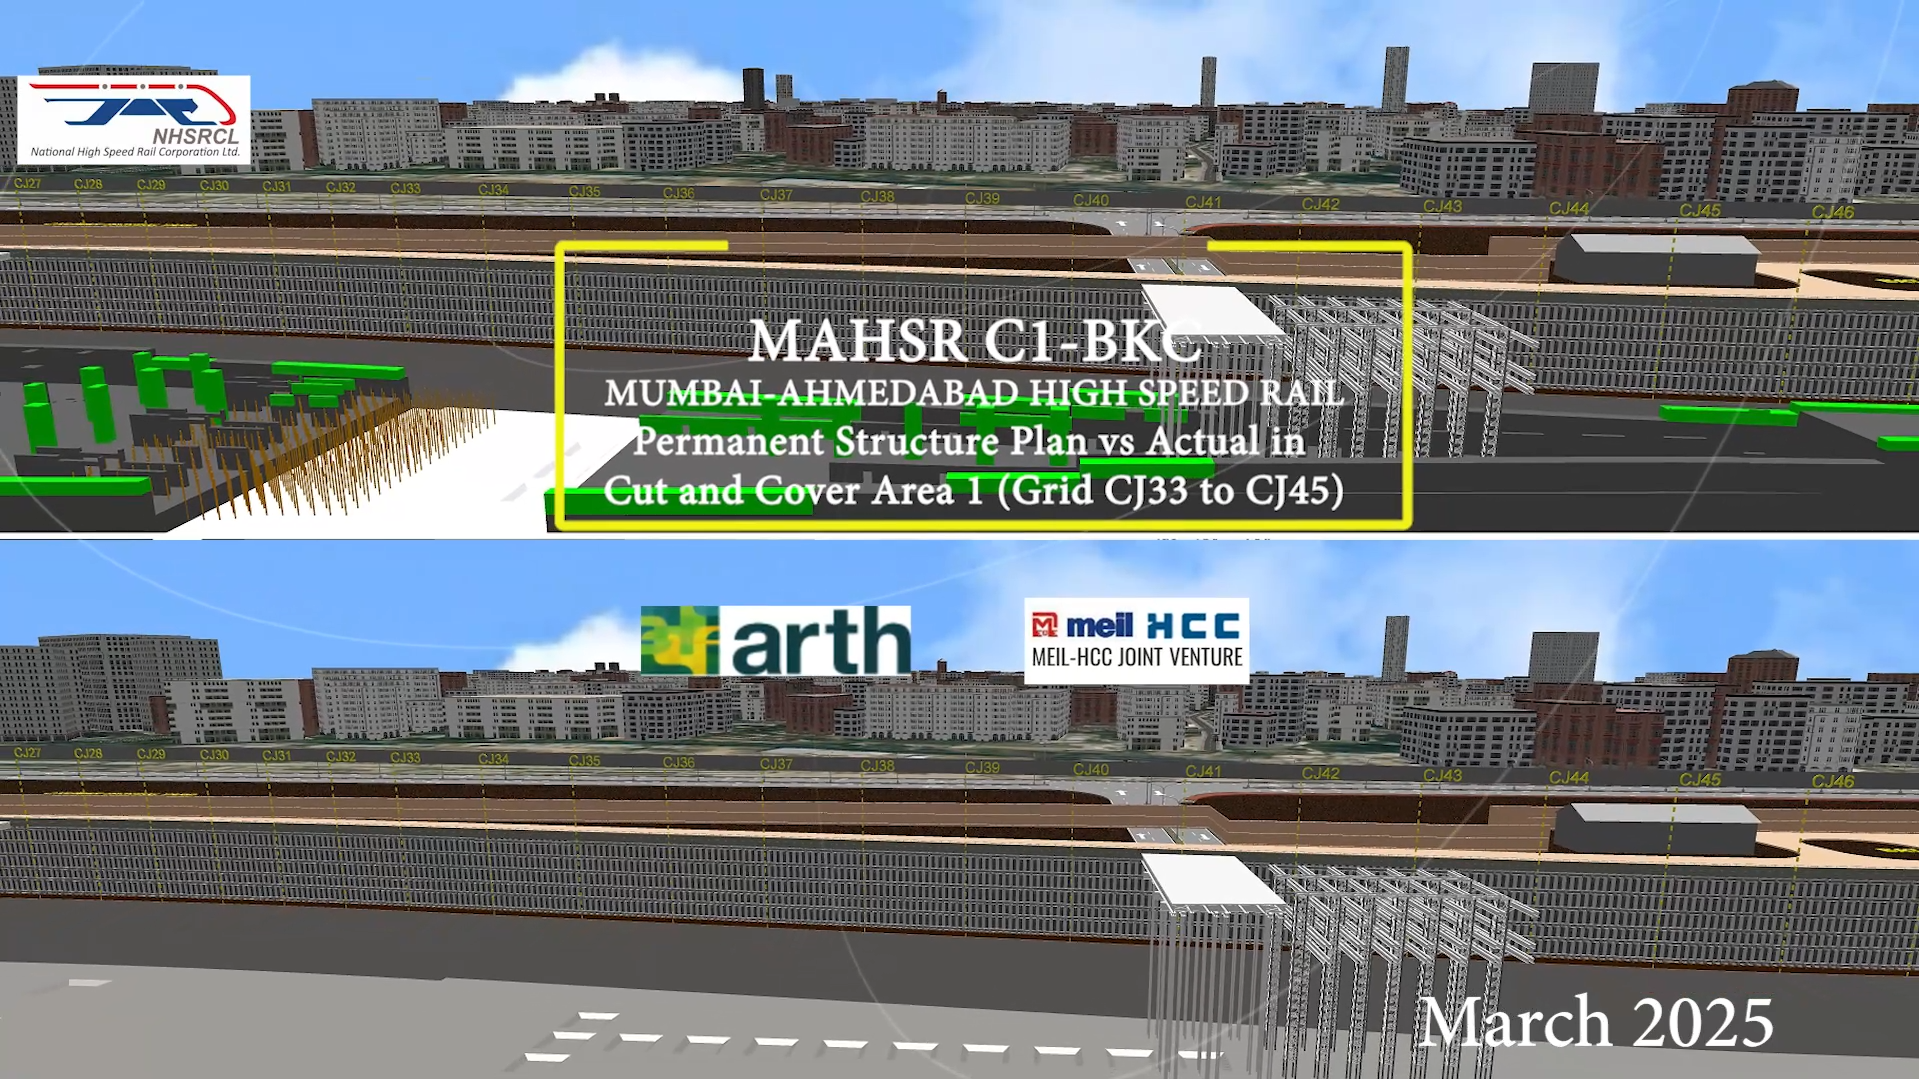 NHSRCL
National High Speed Rail Corporation Ltd.
CJ27 CJ28 CJ29 CJ30 CJ31 CJ32 CJ33 CJ34 CJ35 CJ36 CJ37 CJ38 CJ39 CJ40 CJ41 CJ42 CJ43 CJ44 CJ45 CJ46
MAHSR C1-BKC
MUMBAI-AHMEDABAD HIGH SPEED RAIL
Permanent Structure Plan vs Actual in
Cut and Cover Area 1 (Grid CJ33 to CJ45)
arth
meil HCC
MEIL-HCC JOINT VENTURE
CJ27 CJ28 CJ29 CJ30 CJ31 CJ32 CJ33 CJ34 CJ35 CJ36 CJ37 CJ38 CJ39 CJ40 CJ41 CJ42 CJ43 CJ44 CJ45 CJ46
March 2025